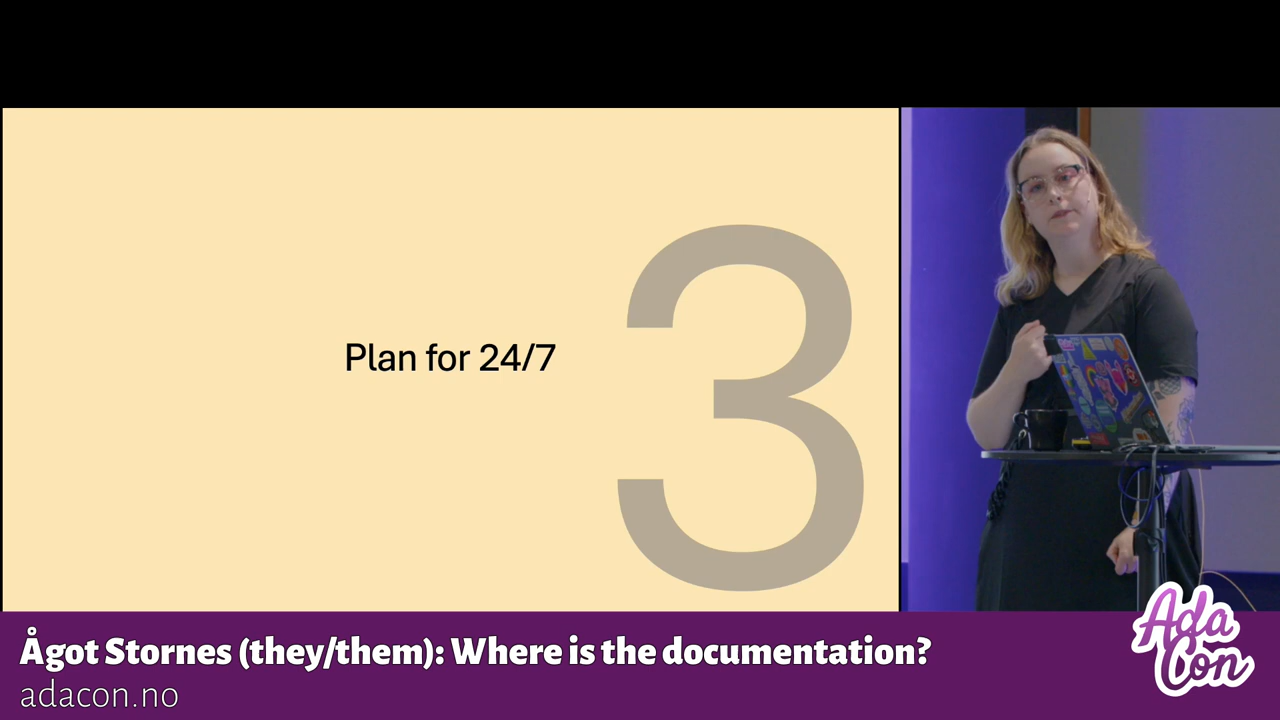 Plan for 24/7
3
Ågot Stornes (they/them): Where is the documentation?
adacon.no
Ada
Con